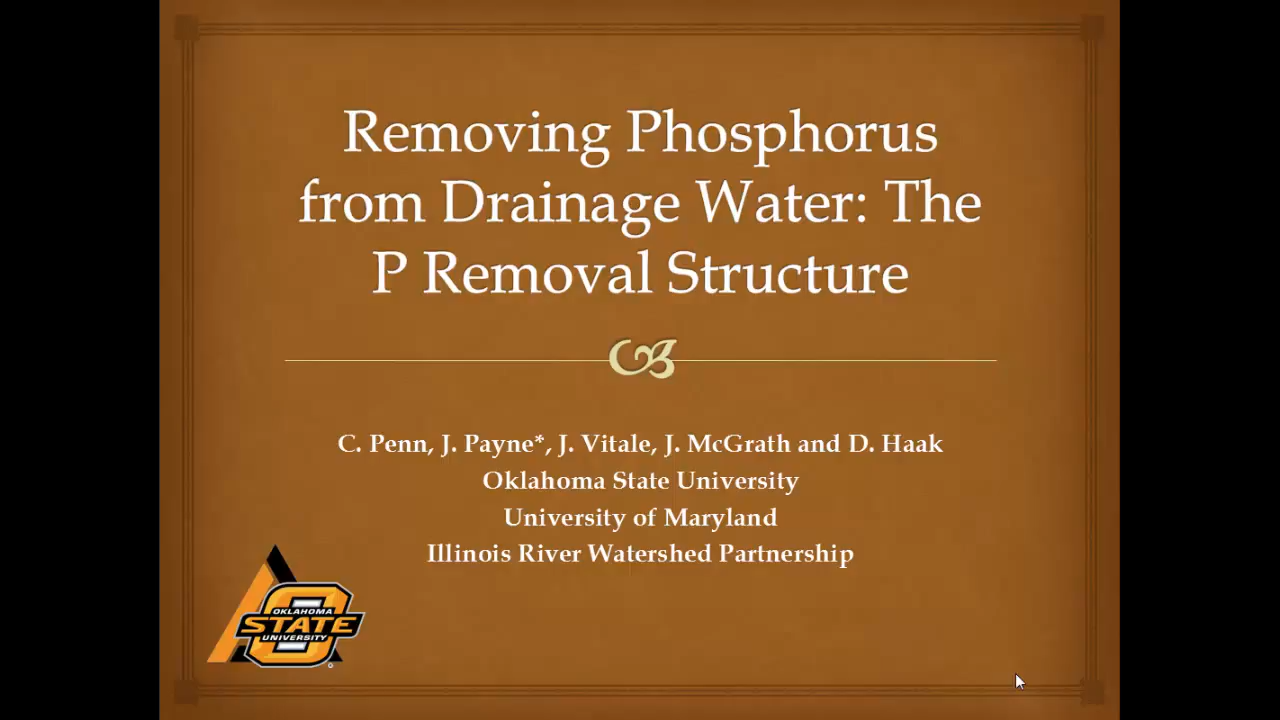 Removing Phosphorus
from Drainage Water: The
P Removal Structure
C. Penn, J. Payne*, J. Vitale, J. McGrath and D. Haak
Oklahoma State University
University of Maryland
Illinois River Watershed Partnership
OKLAHOMA
STATE
UNIVERSITY
®